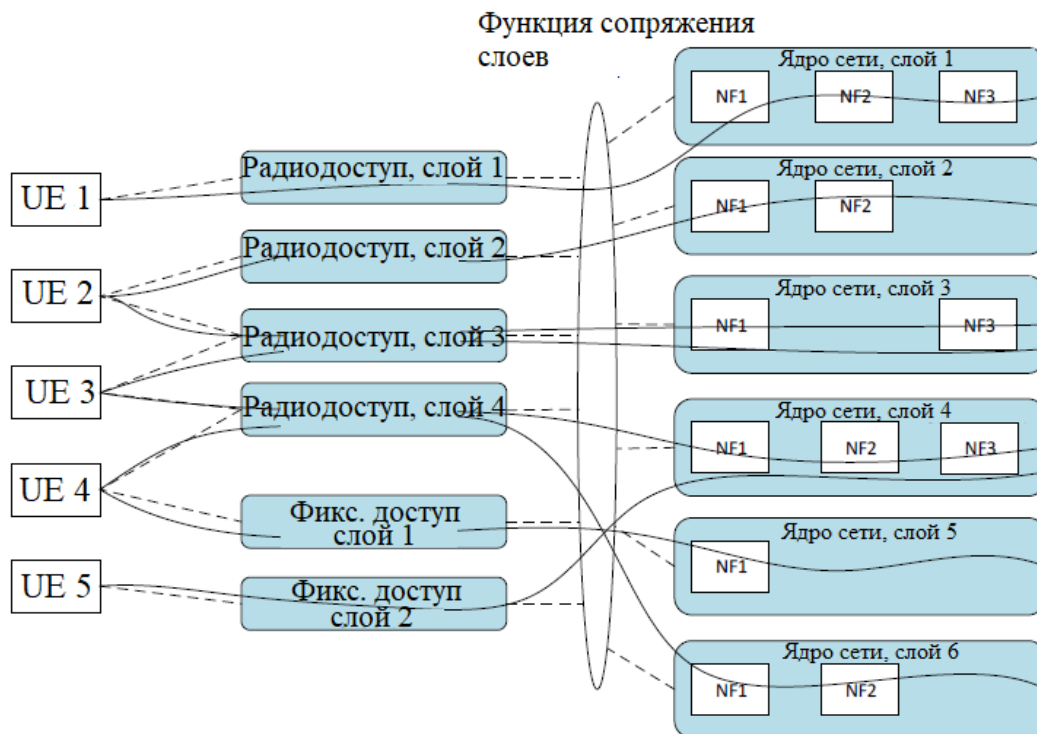 Функция сопряжения
слоев
Ядро сети, слой 1
NF1
NF2
NF3
Радиодоступ, слой 1
UE 1
Ядро сети, слой 2
NF1
NF2
Радиодоступ, слой 2
UE 2
Ядро сети, слой 3
NF1
NF3
Радиодоступ, слой 3
UE 3
Радиодоступ, слой 4
Ядро сети, слой 4
NF1
NF2
NF3
UE 4
Фикс. доступ
слой 1
Ядро сети, слой 5
NF1
UE 5
Фикс. доступ
слой 2
Ядро сети, слой 6
NF1
NF2